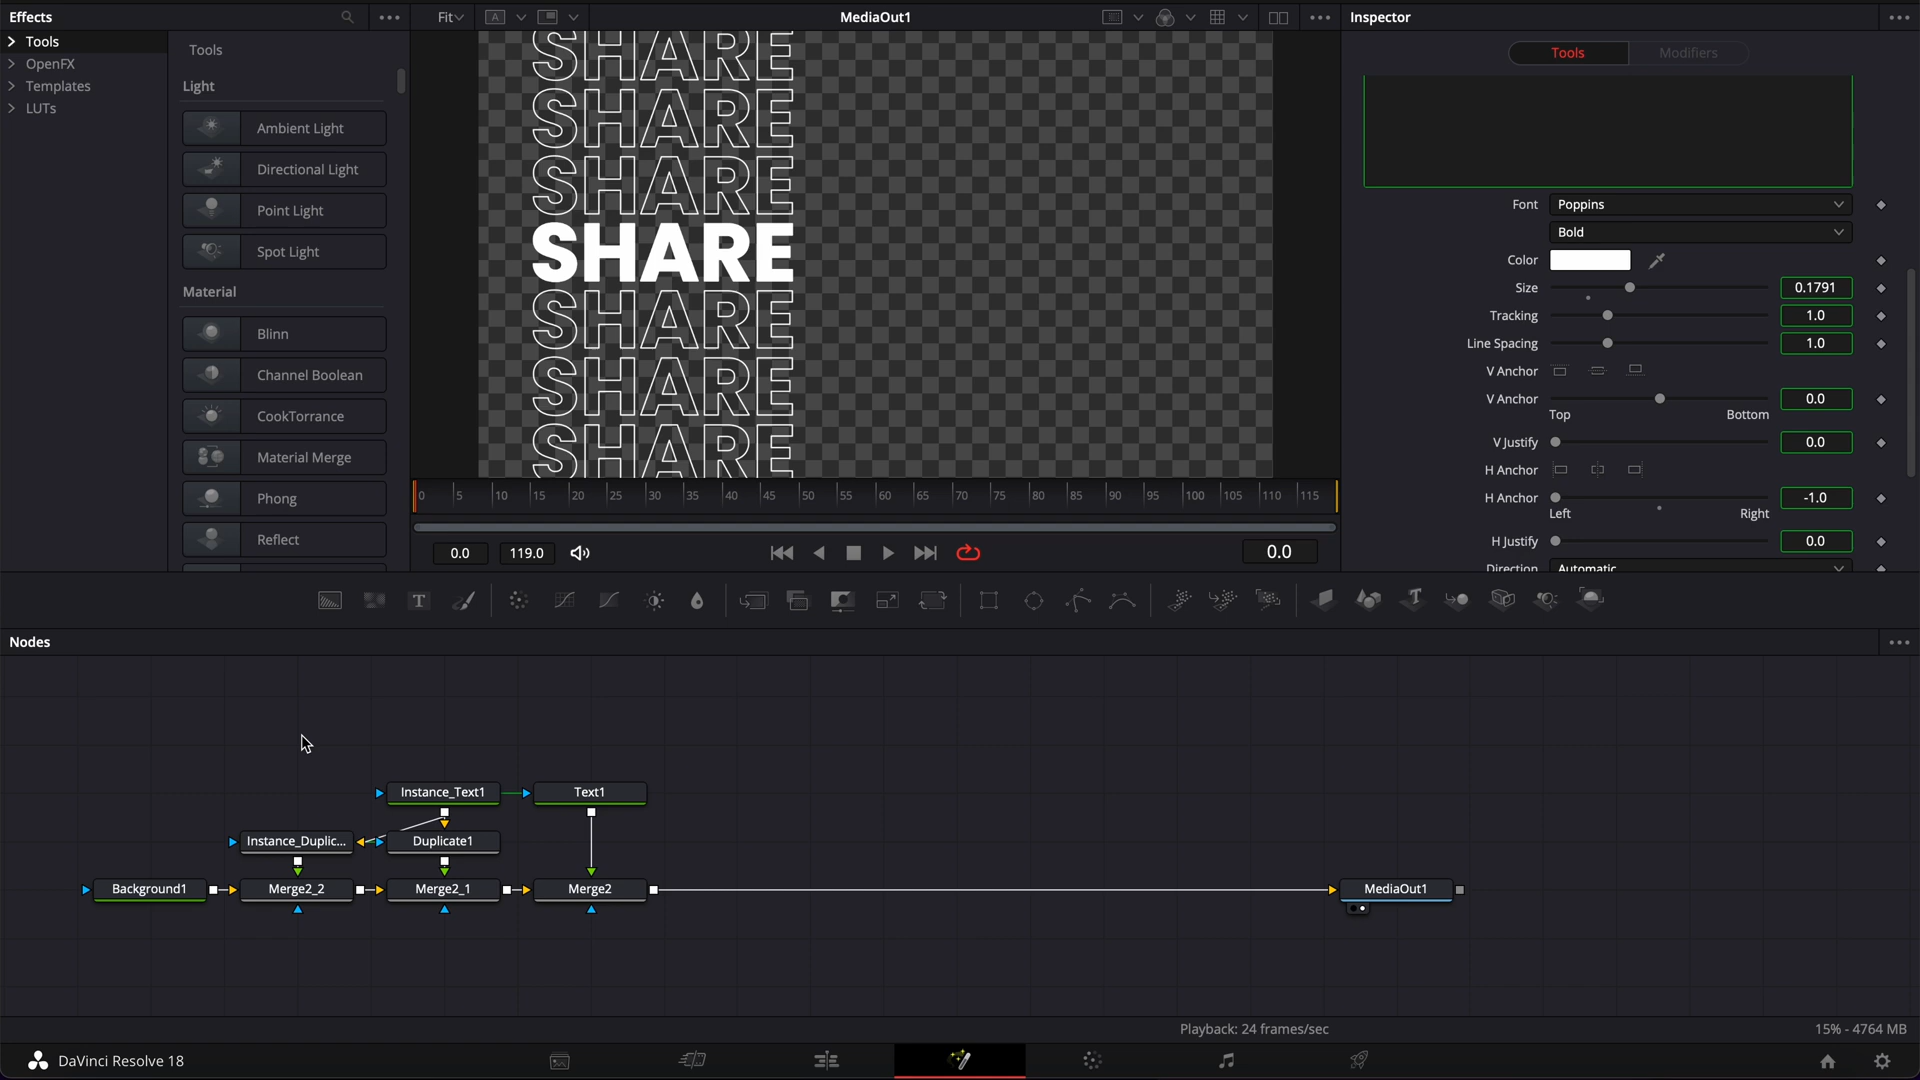 Effects
Fit
A
MediaOut1
Inspector
Tools
OpenFX
Templates
LUTs
Tools
Light
Ambient Light
Directional Light
Point Light
Spot Light
Material
Blinn
Channel Boolean
CookTorrance
Material Merge
Phong
Reflect
SHARE
SHARE
SHARE
SHARE
SHARE
SHARE
SHARE
0 5 10 15 20 25 30 35 40 45 50 55 60 65 70 75 80 85 90 95 100 105 110 115
0.0 119.0 0.0
Tools Modifiers
Font Poppins
Bold
Color
Size 0.1791
Tracking 1.0
Line Spacing 1.0
V Anchor
V Anchor 0.0
Top Bottom
V Justify 0.0
H Anchor
H Anchor -1.0
Left Right
H Justify 0.0
Direction Automatic
T
T
Nodes
Instance_Text1 Text1
Instance_Duplic... Duplicate1
Background1 Merge2_2 Merge2_1 Merge2 MediaOut1
Playback: 24 frames/sec
15% - 4764 MB
DaVinci Resolve 18